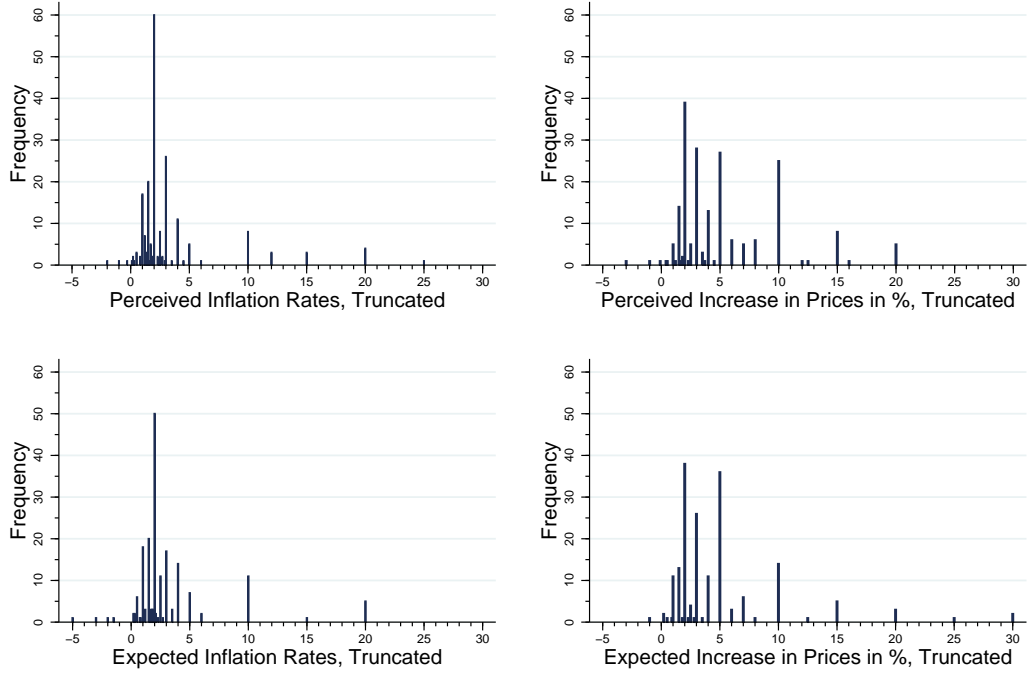 Frequency
0 10 20 30 40 50 60
−5 0 5 10 15 20 25 30
Perceived Inflation Rates, Truncated
Frequency
0 10 20 30 40 50 60
−5 0 5 10 15 20 25 30
Perceived Increase in Prices in %, Truncated
Frequency
0 10 20 30 40 50 60
−5 0 5 10 15 20 25 30
Expected Inflation Rates, Truncated
Frequency
0 10 20 30 40 50 60
−5 0 5 10 15 20 25 30
Expected Increase in Prices in %, Truncated